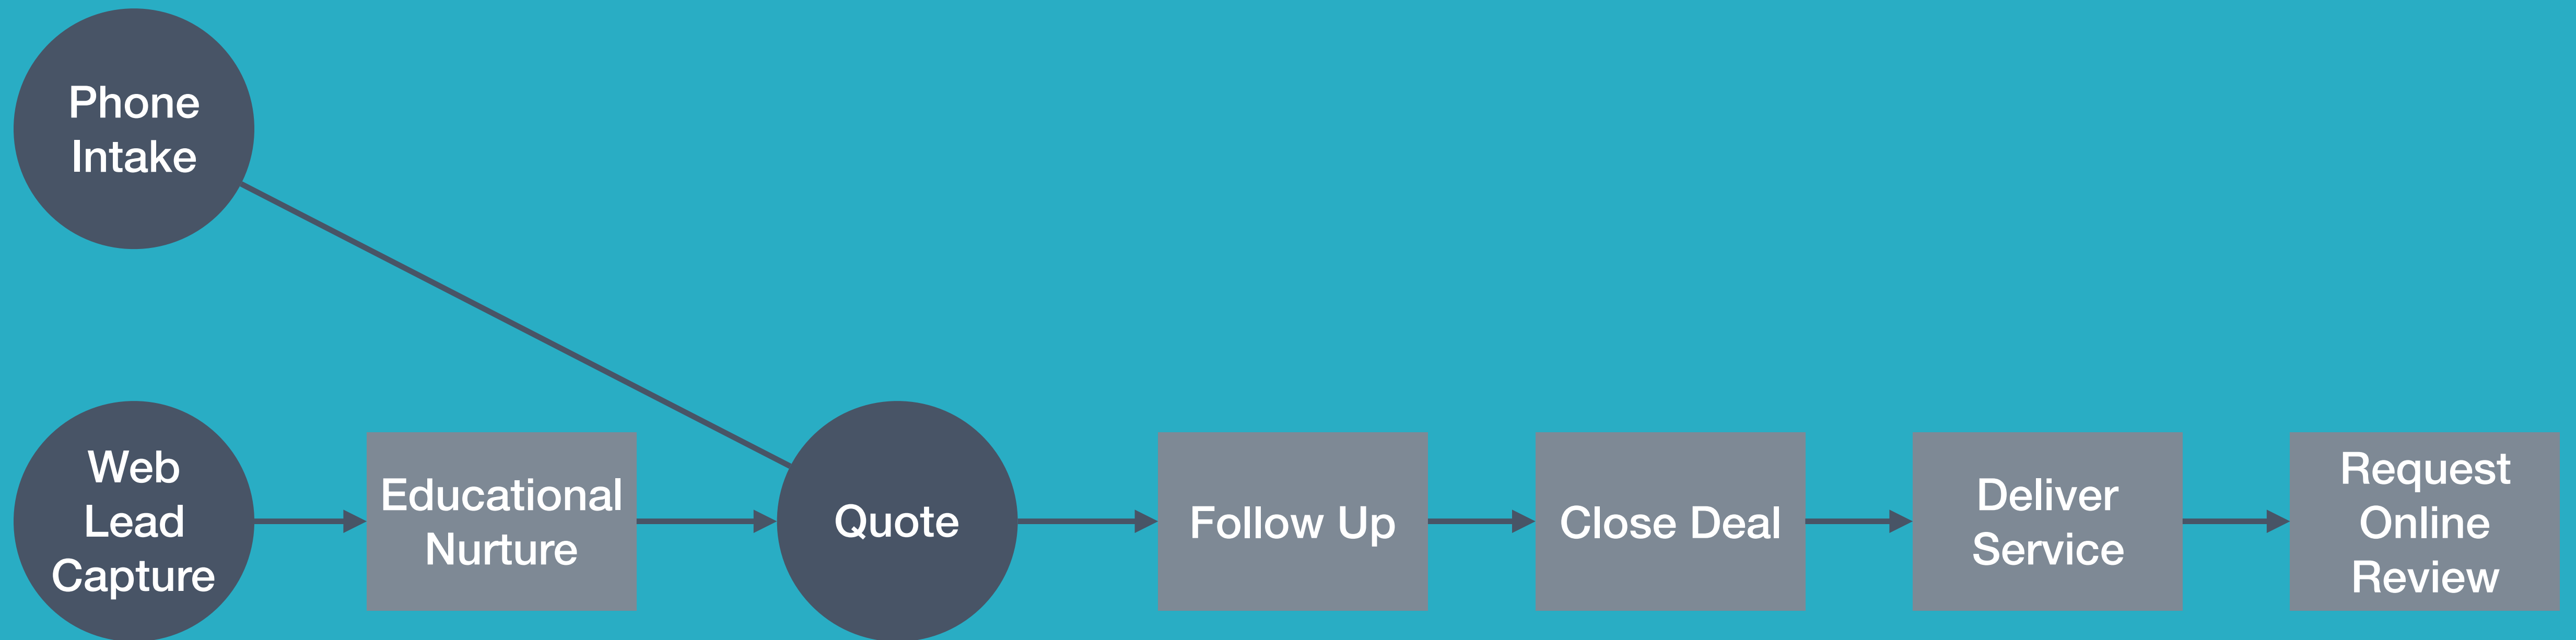 Phone
Intake
Web
Lead
Capture
Educational
Nurture
Quote
Follow Up
Close Deal
Deliver
Service
Request
Online
Review